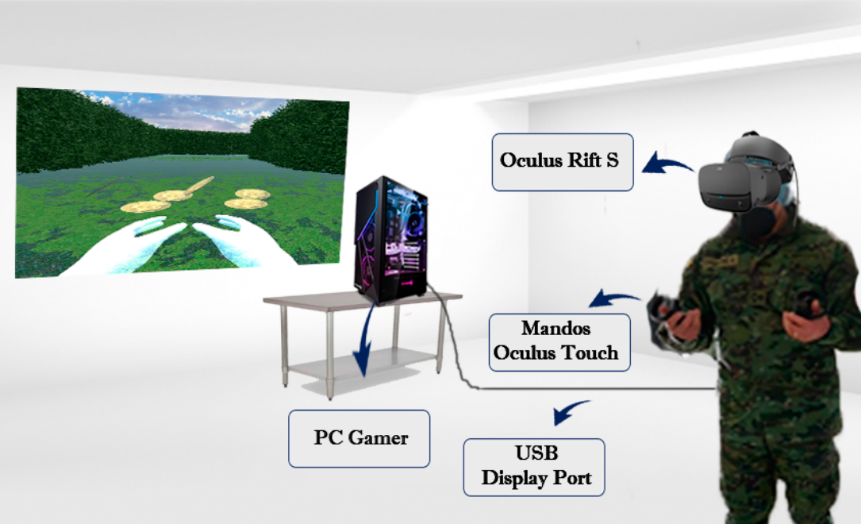 Oculus Rift S
Mandos
Oculus Touch
PC Gamer
USB
Display Port